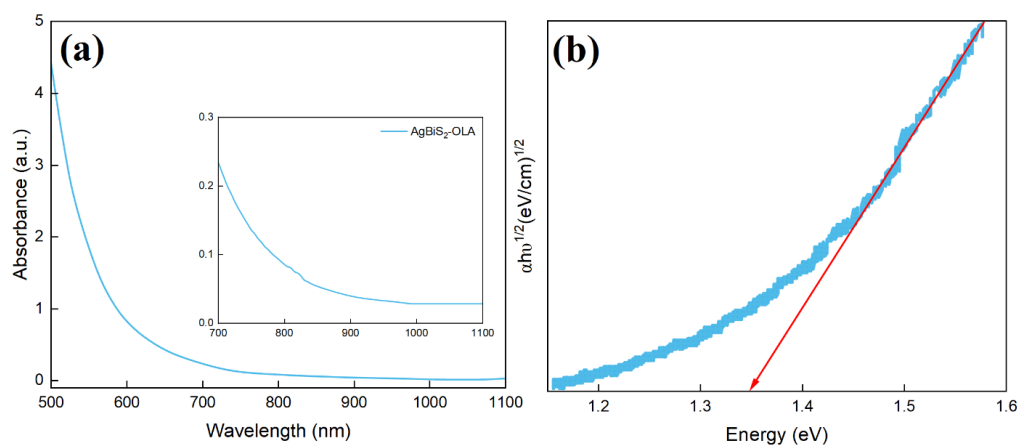 (a)
Absorbance (a.u.)
5
4
3
2
1
0
500 600 700 800 900 1000 1100
Wavelength (nm)
0.3
0.2
0.1
0.0
700 800 900 1000 1100
AgBiS₂-OLA
(b)
αhυ^1/2(eV/cm)^1/2
1.2 1.3 1.4 1.5 1.6
Energy (eV)